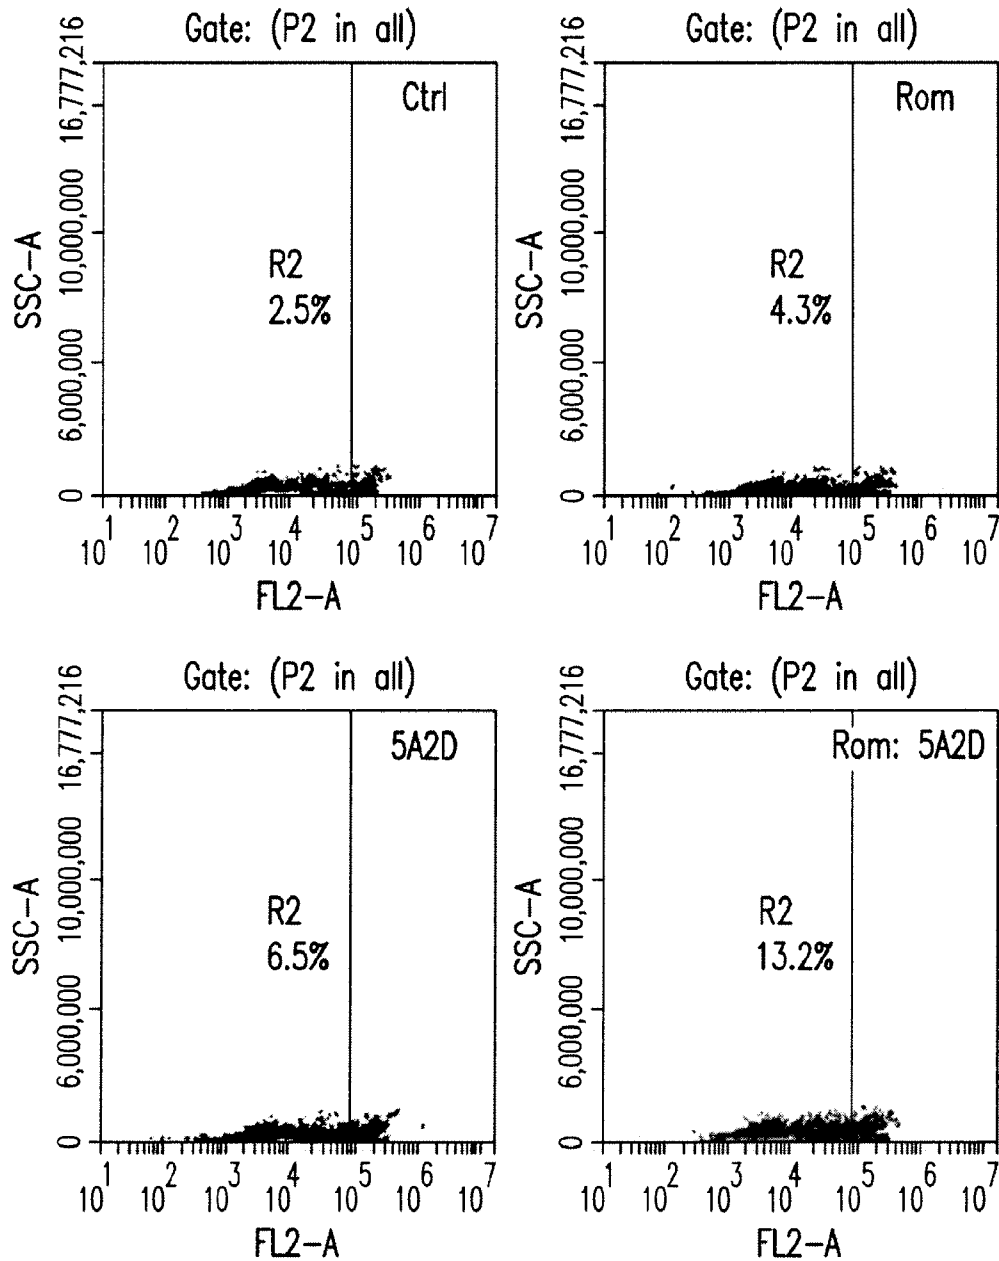 Gate: (P2 in all)
Ctrl
R2
2.5%
SSC-A
16,777,216
10,000,000
6,000,000
0
10^1 10^2 10^3 10^4 10^5 10^6 10^7
FL2-A
Gate: (P2 in all)
Rom
R2
4.3%
SSC-A
16,777,216
10,000,000
6,000,000
0
10^1 10^2 10^3 10^4 10^5 10^6 10^7
FL2-A
Gate: (P2 in all)
5A2D
R2
6.5%
SSC-A
16,777,216
10,000,000
6,000,000
0
10^1 10^2 10^3 10^4 10^5 10^6 10^7
FL2-A
Gate: (P2 in all)
Rom: 5A2D
R2
13.2%
SSC-A
16,777,216
10,000,000
6,000,000
0
10^1 10^2 10^3 10^4 10^5 10^6 10^7
FL2-A